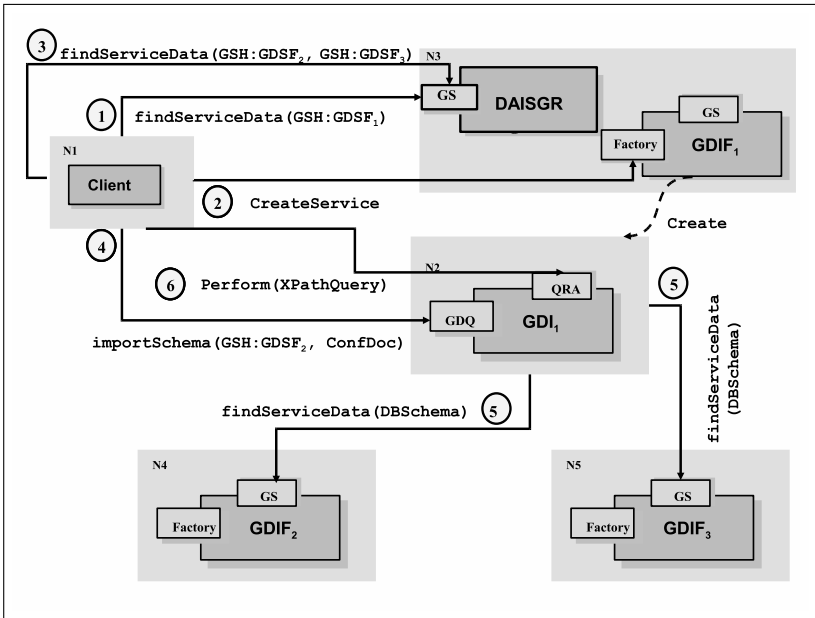 3 findServiceData(GSH:GDSF2, GSH:GDSF3)
N3
GS
DAISGR
GS
1
findServiceData(GSH:GDSF1)
Factory
GDIF1
N1
Client
2
CreateService
Create
4
N2
6
Perform(XPathQuery)
QRA
5
GDQ
GDI1
importSchema(GSH:GDSF2, ConfDoc)
findServiceData
(DBSchema)
findServiceData(DBSchema)
5
N4
GS
Factory
GDIF2
N5
GS
Factory
GDIF3